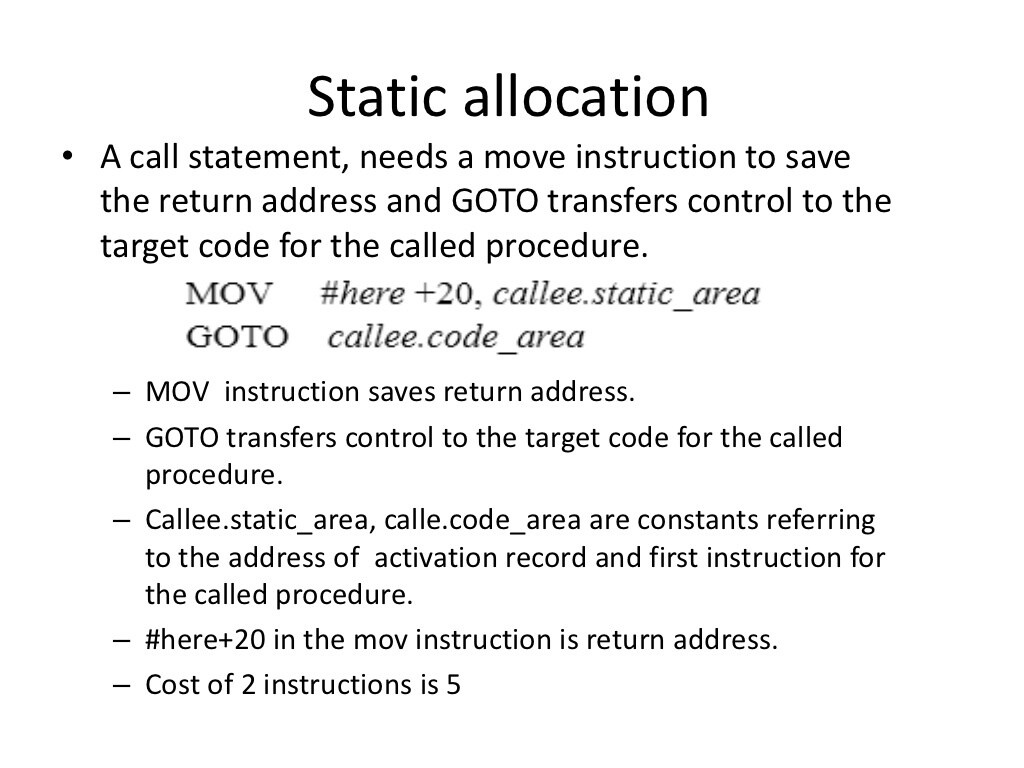 Static allocation
• A call statement, needs a move instruction to save
the return address and GOTO transfers control to the
target code for the called procedure.
MOV #here +20, callee.static_area
GOTO callee.code_area
– MOV  instruction saves return address.
– GOTO transfers control to the target code for the called
procedure.
– Callee.static_area, calle.code_area are constants referring
to the address of  activation record and first instruction for
the called procedure.
– #here+20 in the mov instruction is return address.
– Cost of 2 instructions is 5